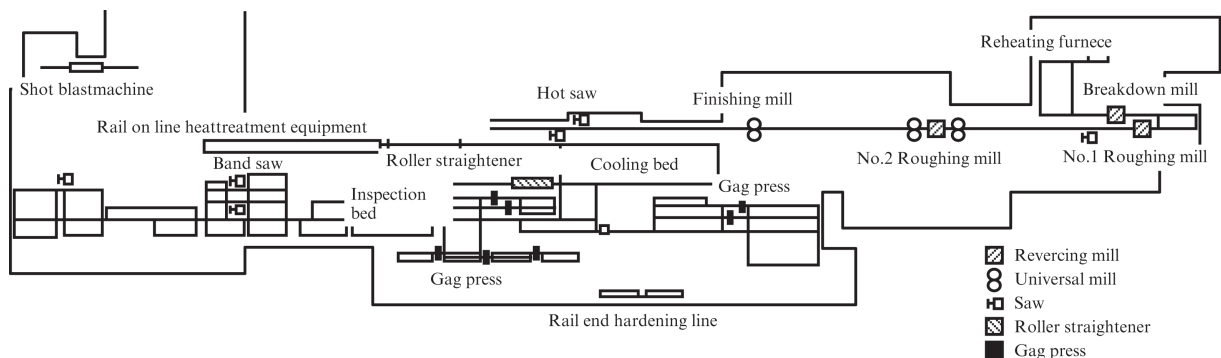 Reheating furnece
Shot blastmachine
Breakdown mill
Hot saw
Finishing mill
Rail on line heattreatment equipment
No.2 Roughing mill
No.1 Roughing mill
Band saw
Roller straightener
Cooling bed
Inspection
bed
Gag press
Gag press
Rail end hardening line
Revercing mill
Universal mill
Saw
Roller straightener
Gag press